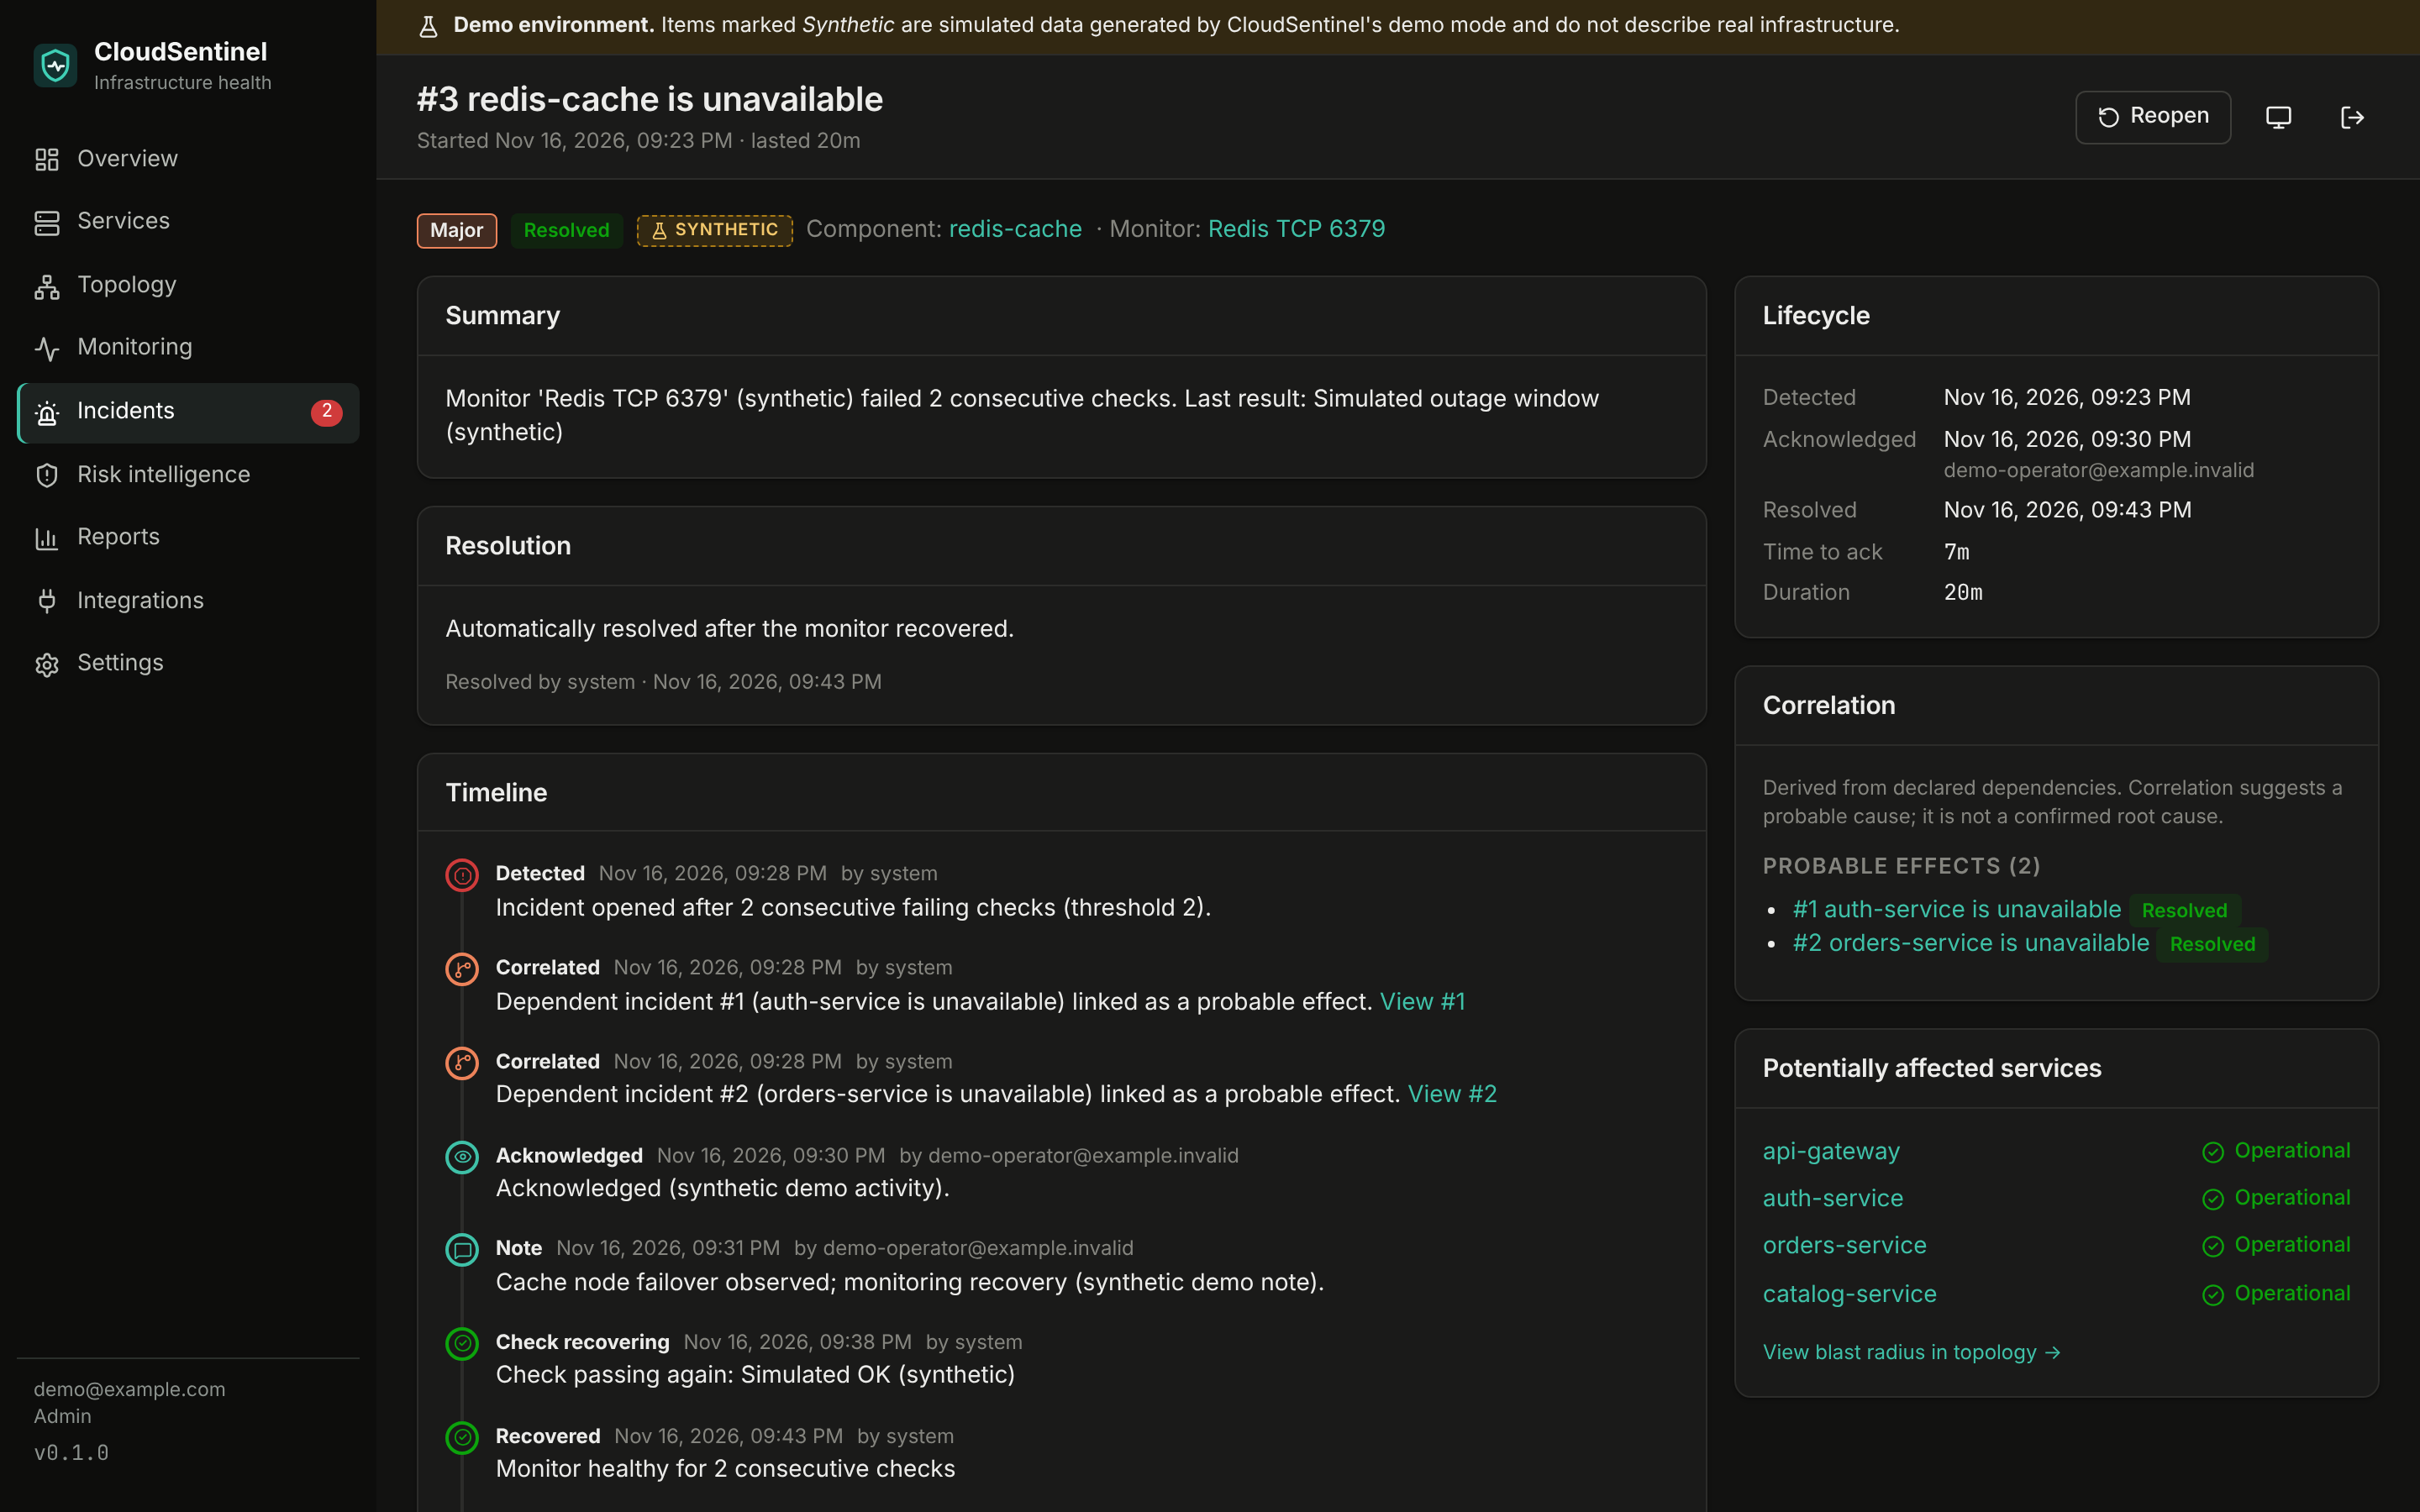 CloudSentinel
Infrastructure health
Overview
Services
Topology
Monitoring
Incidents 2
Risk intelligence
Reports
Integrations
Settings
demo@example.com
Admin
v0.1.0
Demo environment. Items marked Synthetic are simulated data generated by CloudSentinel's demo mode and do not describe real infrastructure.
#3 redis-cache is unavailable
Started Nov 16, 2026, 09:23 PM · lasted 20m
Reopen
Major Resolved SYNTHETIC Component: redis-cache · Monitor: Redis TCP 6379
Summary
Monitor 'Redis TCP 6379' (synthetic) failed 2 consecutive checks. Last result: Simulated outage window
(synthetic)
Resolution
Automatically resolved after the monitor recovered.
Resolved by system · Nov 16, 2026, 09:43 PM
Timeline
Detected Nov 16, 2026, 09:28 PM by system
Incident opened after 2 consecutive failing checks (threshold 2).
Correlated Nov 16, 2026, 09:28 PM by system
Dependent incident #1 (auth-service is unavailable) linked as a probable effect. View #1
Correlated Nov 16, 2026, 09:28 PM by system
Dependent incident #2 (orders-service is unavailable) linked as a probable effect. View #2
Acknowledged Nov 16, 2026, 09:30 PM by demo-operator@example.invalid
Acknowledged (synthetic demo activity).
Note Nov 16, 2026, 09:31 PM by demo-operator@example.invalid
Cache node failover observed; monitoring recovery (synthetic demo note).
Check recovering Nov 16, 2026, 09:38 PM by system
Check passing again: Simulated OK (synthetic)
Recovered Nov 16, 2026, 09:43 PM by system
Monitor healthy for 2 consecutive checks
Lifecycle
Detected Nov 16, 2026, 09:23 PM
Acknowledged Nov 16, 2026, 09:30 PM
demo-operator@example.invalid
Resolved Nov 16, 2026, 09:43 PM
Time to ack 7m
Duration 20m
Correlation
Derived from declared dependencies. Correlation suggests a
probable cause; it is not a confirmed root cause.
PROBABLE EFFECTS (2)
• #1 auth-service is unavailable Resolved
• #2 orders-service is unavailable Resolved
Potentially affected services
api-gateway Operational
auth-service Operational
orders-service Operational
catalog-service Operational
View blast radius in topology →